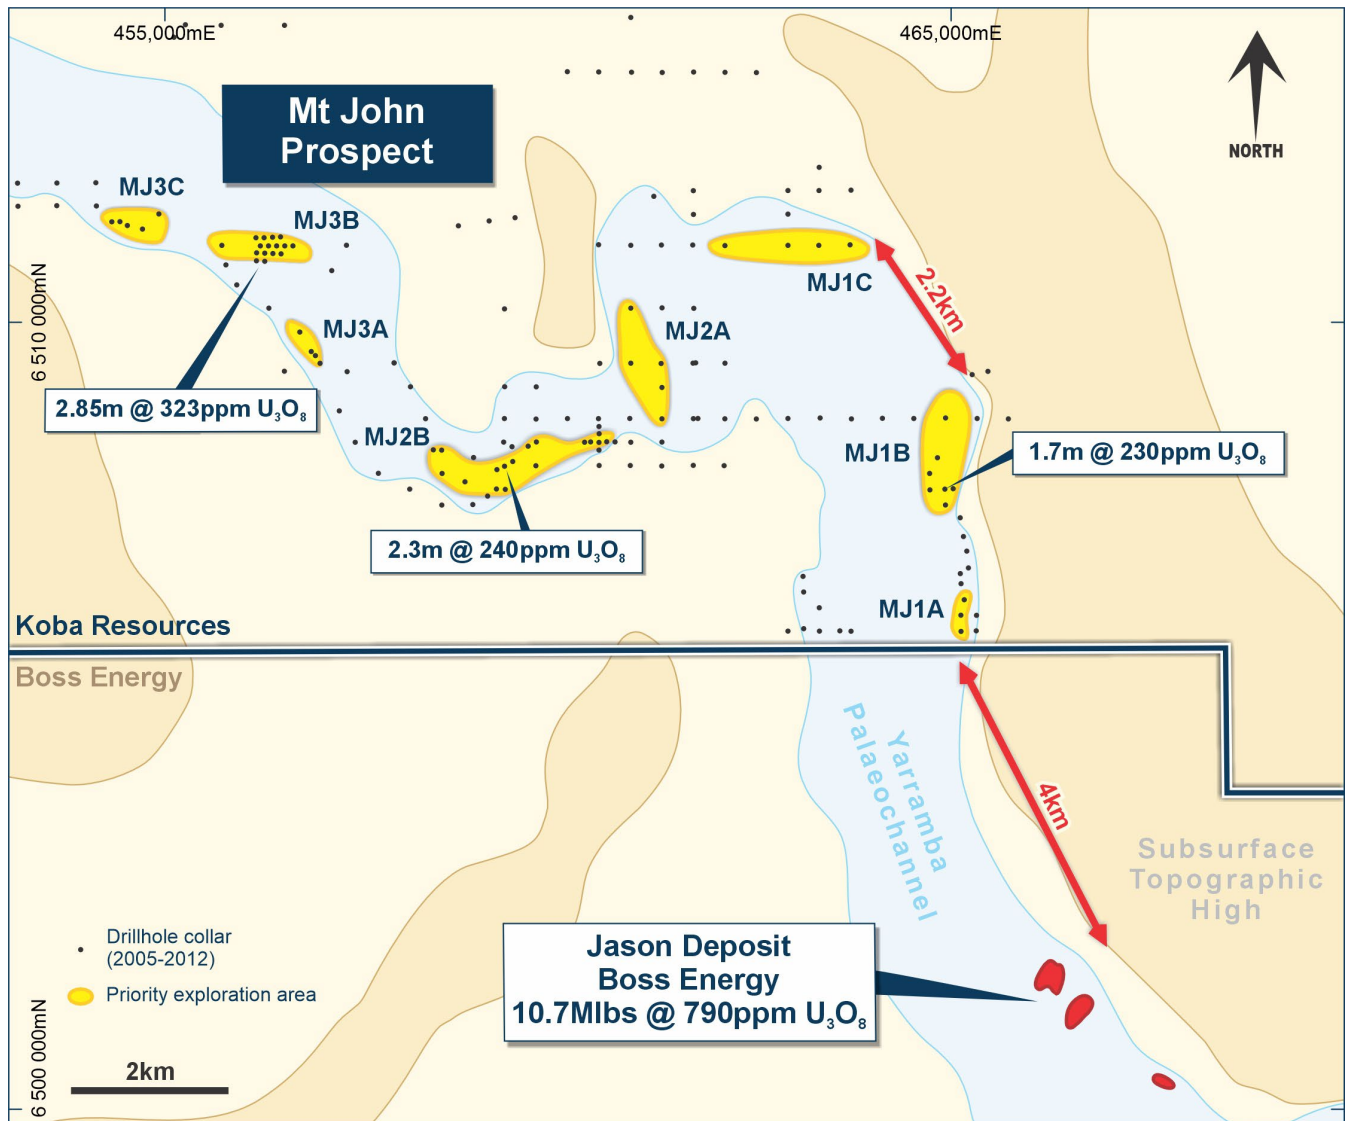 455,000mE
465,000mE
Mt John
Prospect
NORTH
MJ3C
MJ3B
MJ1C
2.2km
6 510 000mN
MJ3A
MJ2A
2.85m @ 323ppm U₃O₈
MJ2B
MJ1B
1.7m @ 230ppm U₃O₈
2.3m @ 240ppm U₃O₈
MJ1A
Koba Resources
Boss Energy
Yarramba
Palaeochannel
4km
Subsurface
Topographic
High
Jason Deposit
Boss Energy
10.7Mlbs @ 790ppm U₃O₈
Drillhole collar
(2005-2012)
Priority exploration area
2km
6 500 000mN